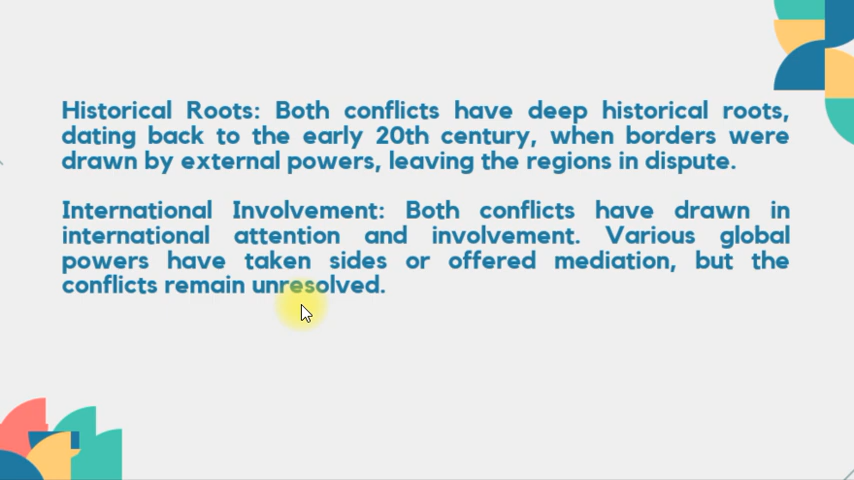 Historical Roots: Both conflicts have deep historical roots,
dating back to the early 20th century, when borders were
drawn by external powers, leaving the regions in dispute.
International Involvement: Both conflicts have drawn in
international attention and involvement. Various global
powers have taken sides or offered mediation, but the
conflicts remain unresolved.